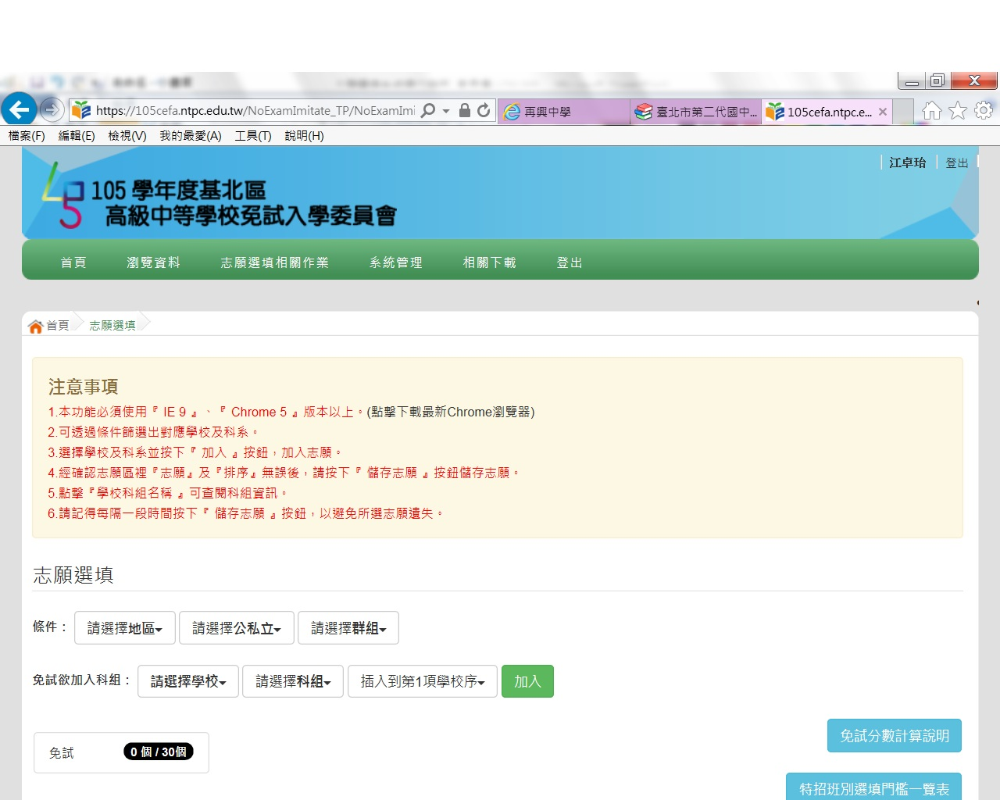 https://105cefa.ntpc.edu.tw/NoExamImitate_TP/NoExamImi
再興中學
臺北市第二代國中...
105cefa.ntpc.e...
檔案(F) 編輯(E) 檢視(V) 我的最愛(A) 工具(T) 說明(H)
江卓珆 登出
105 學年度基北區
高級中等學校免試入學委員會
首頁 瀏覽資料 志願選填相關作業 系統管理 相關下載 登出
首頁 志願選填
注意事項
1.本功能必須使用『 IE 9 』、『 Chrome 5 』版本以上。(點擊下載最新Chrome瀏覽器)
2.可透過條件篩選出對應學校及科系。
3.選擇學校及科系並按下『 加入 』按鈕，加入志願。
4.經確認志願區裡『志願』及『排序』無誤後，請按下『 儲存志願 』按鈕儲存志願。
5.點擊『學校科組名稱 』可查閱科組資訊。
6.請記得每隔一段時間按下『 儲存志願 』按鈕，以避免所選志願遺失。
志願選填
條件： 請選擇地區 請選擇公私立 請選擇群組
免試欲加入科組： 請選擇學校 請選擇科組 插入到第1項學校序 加入
免試分數計算說明
免試 0 個 / 30個
特招班別選填門檻一覽表